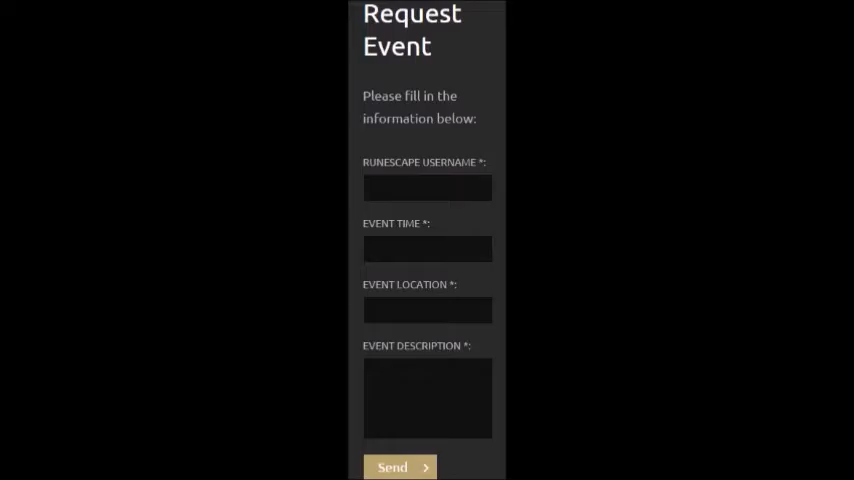 Request
Event
Please fill in the
information below:
RUNESCAPE USERNAME *:
EVENT TIME *:
EVENT LOCATION *:
EVENT DESCRIPTION *:
Send